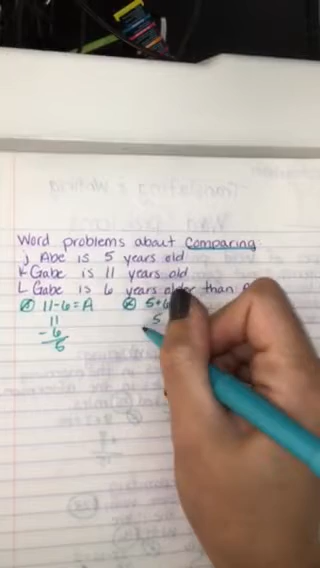 Word problems about Comparing
j Abe is 5 years old
K Gabe is 11 years old
L Gabe is 6 years older than
11-6=A 5+6
11 5
-6
5